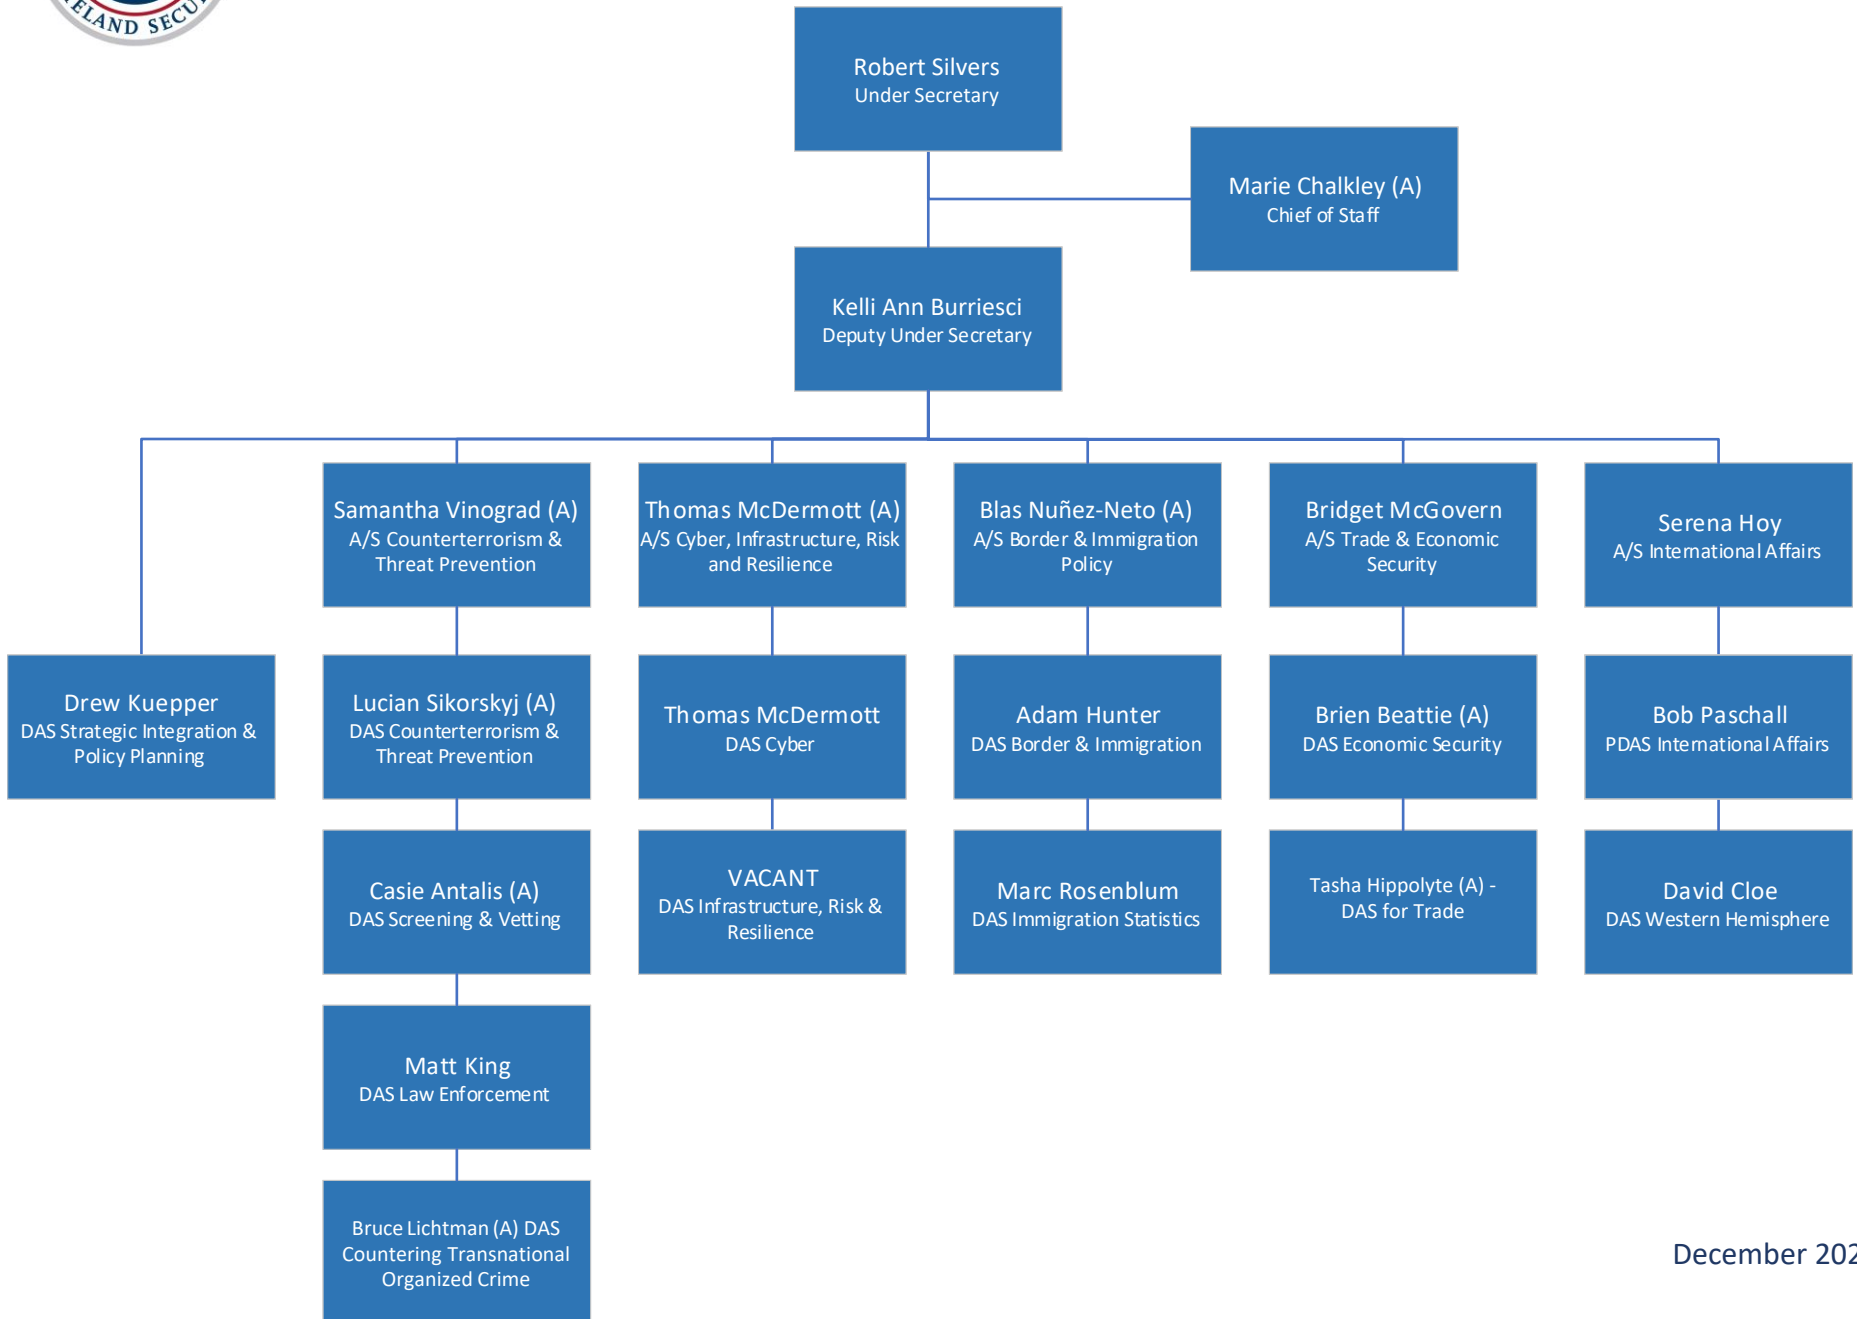 LAND SECU
Robert Silvers
Under Secretary
Marie Chalkley (A)
Chief of Staff
Kelli Ann Burriesci
Deputy Under Secretary
Samantha Vinograd (A)
A/S Counterterrorism &
Threat Prevention
Thomas McDermott (A)
A/S Cyber, Infrastructure, Risk
and Resilience
Blas Nuñez-Neto (A)
A/S Border & Immigration
Policy
Bridget McGovern
A/S Trade & Economic
Security
Serena Hoy
A/S International Affairs
Drew Kuepper
DAS Strategic Integration &
Policy Planning
Lucian Sikorskyj (A)
DAS Counterterrorism &
Threat Prevention
Thomas McDermott
DAS Cyber
Adam Hunter
DAS Border & Immigration
Brien Beattie (A)
DAS Economic Security
Bob Paschall
PDAS International Affairs
Casie Antalis (A)
DAS Screening & Vetting
VACANT
DAS Infrastructure, Risk &
Resilience
Marc Rosenblum
DAS Immigration Statistics
Tasha Hippolyte (A) -
DAS for Trade
David Cloe
DAS Western Hemisphere
Matt King
DAS Law Enforcement
Bruce Lichtman (A) DAS
Countering Transnational
Organized Crime
December 202